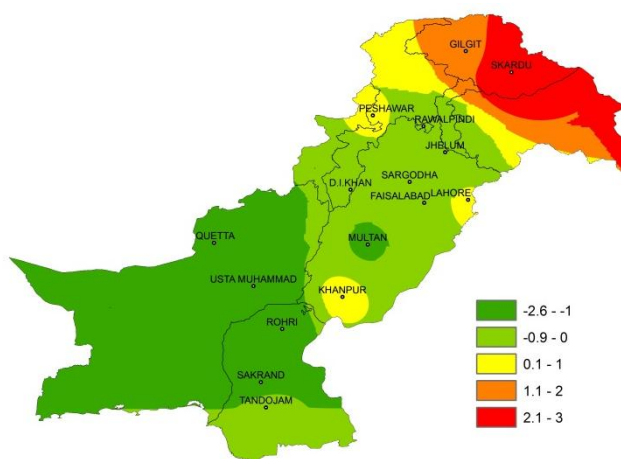 GILGIT
SKARDU
PESHAWAR
RAWALPINDI
JHBLUM
SARGODHA
D.I.KHAN
FAISALABAD
LAHORE
QUETTA
MULTAN
USTA MUHAMMAD
KHANPUR
ROHRI
SAKRAND
TANDOJAM
-2.6 - -1
-0.9 - 0
0.1 - 1
1.1 - 2
2.1 - 3